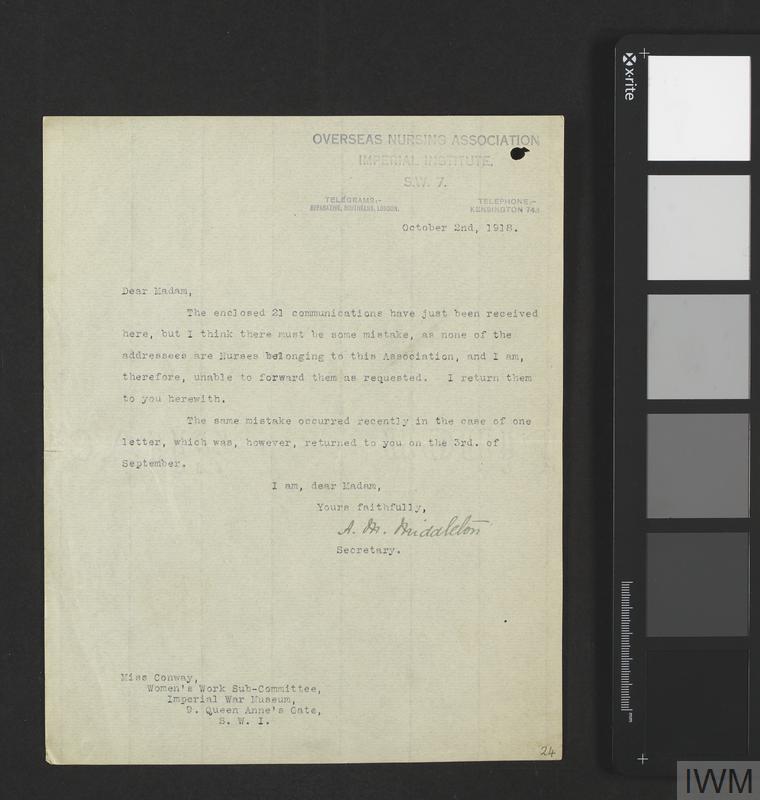 OVERSEAS NURSING ASSOCIATION
IMPERIAL INSTITUTE,
S.W. 7.
TELEGRAMS,-
SOUTHKENS, LONDON.
TELEPHONE,-
KENSINGTON
October 2nd, 1918.
Dear Madam,
The enclosed 21 communications have just been received
here, but I think there must be some mistake, as none of the
addressees are Nurses belonging to this Association, and I am,
therefore, unable to forward them as requested. I return them
to you herewith.
The same mistake occurred recently in the case of one
letter, which was, however, returned to you on the 3rd. of
September.
I am, dear Madam,
Yours faithfully,
A. M. Middleton
Secretary.
Miss Conway,
Women's Work Sub-Committee,
Imperial War Museum,
9. Queen Anne's Gate,
S. W. I.
24
x-rite
mm
IWM